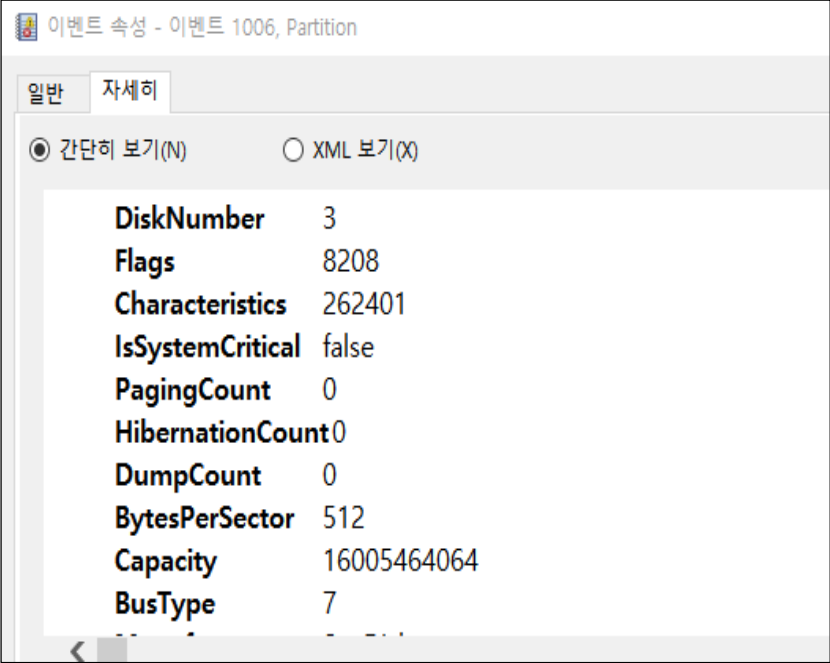 이벤트 속성 - 이벤트 1006, Partition
일반 자세히
간단히 보기(N) XML 보기(X)
DiskNumber 3
Flags 8208
Characteristics 262401
IsSystemCritical false
PagingCount 0
HibernationCount 0
DumpCount 0
BytesPerSector 512
Capacity 16005464064
BusType 7